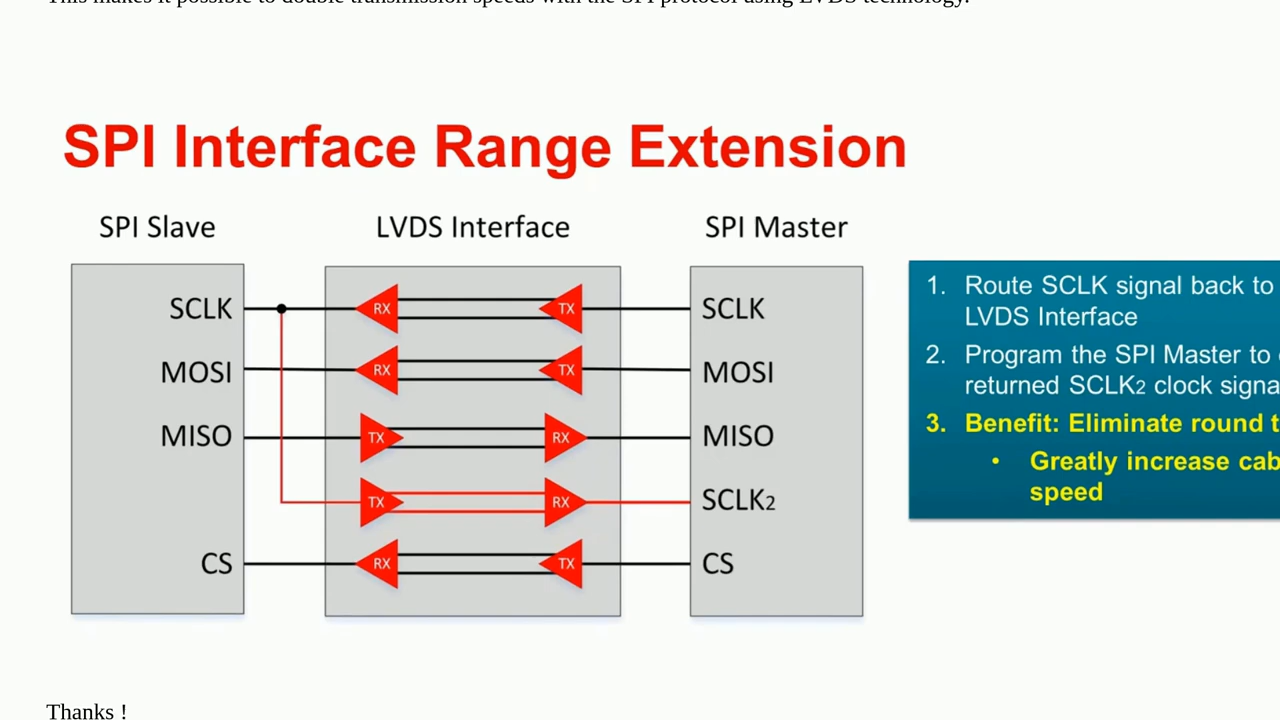 This makes it possible to double transmission speeds with the SPI protocol using LVDS technology.
SPI Interface Range Extension
SPI Slave LVDS Interface SPI Master
SCLK RX TX SCLK
MOSI RX TX MOSI
MISO TX RX MISO
TX RX SCLK2
CS RX TX CS
1. Route SCLK signal back to
LVDS Interface
2. Program the SPI Master to
returned SCLK2 clock
3. Benefit: Eliminate round
• Greatly increase
speed
Thanks !